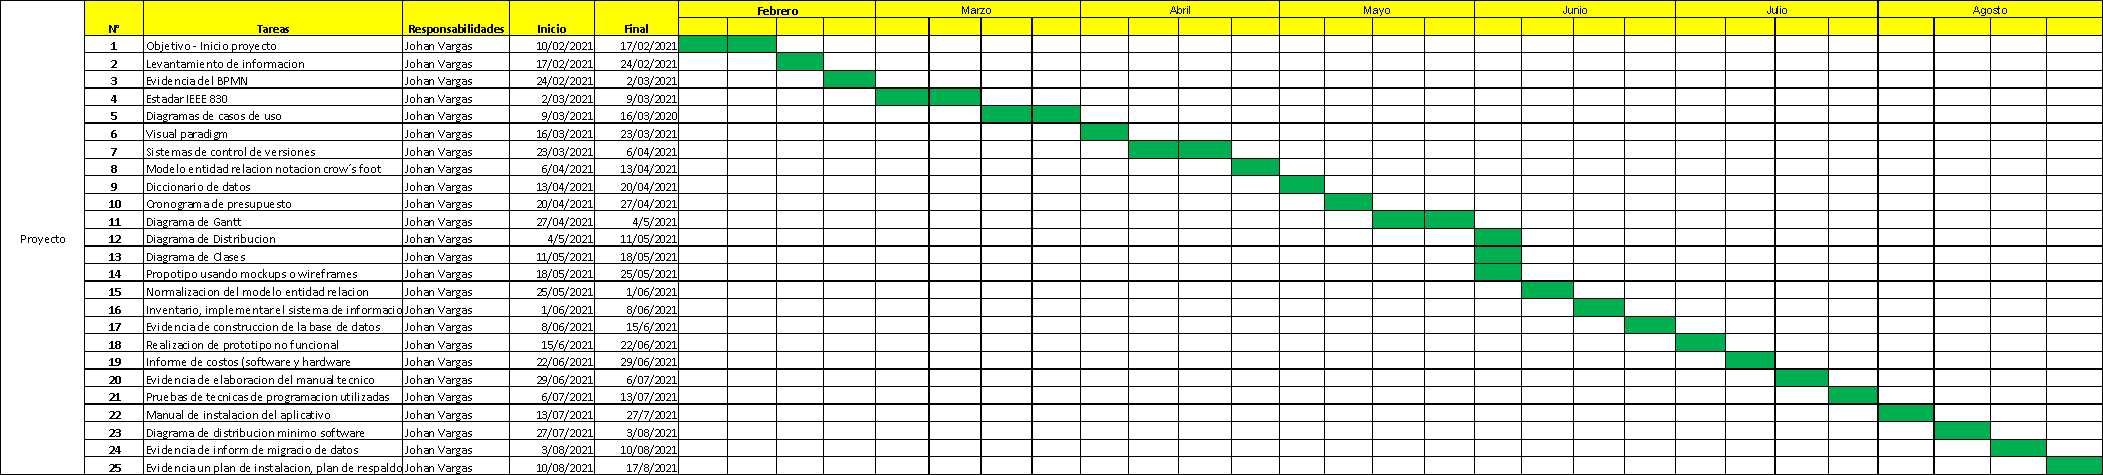 Febrero Marzo Abril Mayo Junio Julio Agosto
N° Tareas Responsabilidades Inicio Final
1 Objetivo - Inicio proyecto Johan Vargas 10/02/2021 17/02/2021
2 Levantamiento de informacion Johan Vargas 17/02/2021 24/02/2021
3 Evidencia del BPMN Johan Vargas 24/02/2021 2/03/2021
4 Estadar IEEE 830 Johan Vargas 2/03/2021 9/03/2021
5 Diagramas de casos de uso Johan Vargas 9/03/2021 16/03/2020
6 Visual paradigm Johan Vargas 16/03/2021 23/03/2021
7 Sistemas de control de versiones Johan Vargas 23/03/2021 6/04/2021
8 Modelo entidad relacion notacion crow´s foot Johan Vargas 6/04/2021 13/04/2021
9 Diccionario de datos Johan Vargas 13/04/2021 20/04/2021
10 Cronograma de presupuesto Johan Vargas 20/04/2021 27/04/2021
11 Diagrama de Gantt Johan Vargas 27/04/2021 4/5/2021
Proyecto 12 Diagrama de Distribucion Johan Vargas 4/5/2021 11/05/2021
13 Diagrama de Clases Johan Vargas 11/05/2021 18/05/2021
14 Propotipo usando mockups o wireframes Johan Vargas 18/05/2021 25/05/2021
15 Normalizacion del modelo entidad relacion Johan Vargas 25/05/2021 1/06/2021
16 Inventario, implementar el sistema de informacio Johan Vargas 1/06/2021 8/06/2021
17 Evidencia de construccion de la base de datos Johan Vargas 8/06/2021 15/6/2021
18 Realizacion de prototipo no funcional Johan Vargas 15/6/2021 22/06/2021
19 Informe de costos (software y hardware Johan Vargas 22/06/2021 29/06/2021
20 Evidencia de elaboracion del manual tecnico Johan Vargas 29/06/2021 6/07/2021
21 Pruebas de tecnicas de programacion utilizadas Johan Vargas 6/07/2021 13/07/2021
22 Manual de instalacion del aplicativo Johan Vargas 13/07/2021 27/7/2021
23 Diagrama de distribucion minimo software Johan Vargas 27/07/2021 3/08/2021
24 Evidencia de inform de migracio de datos Johan Vargas 3/08/2021 10/08/2021
25 Evidencia un plan de instalacion, plan de respaldo Johan Vargas 10/08/2021 17/8/2021